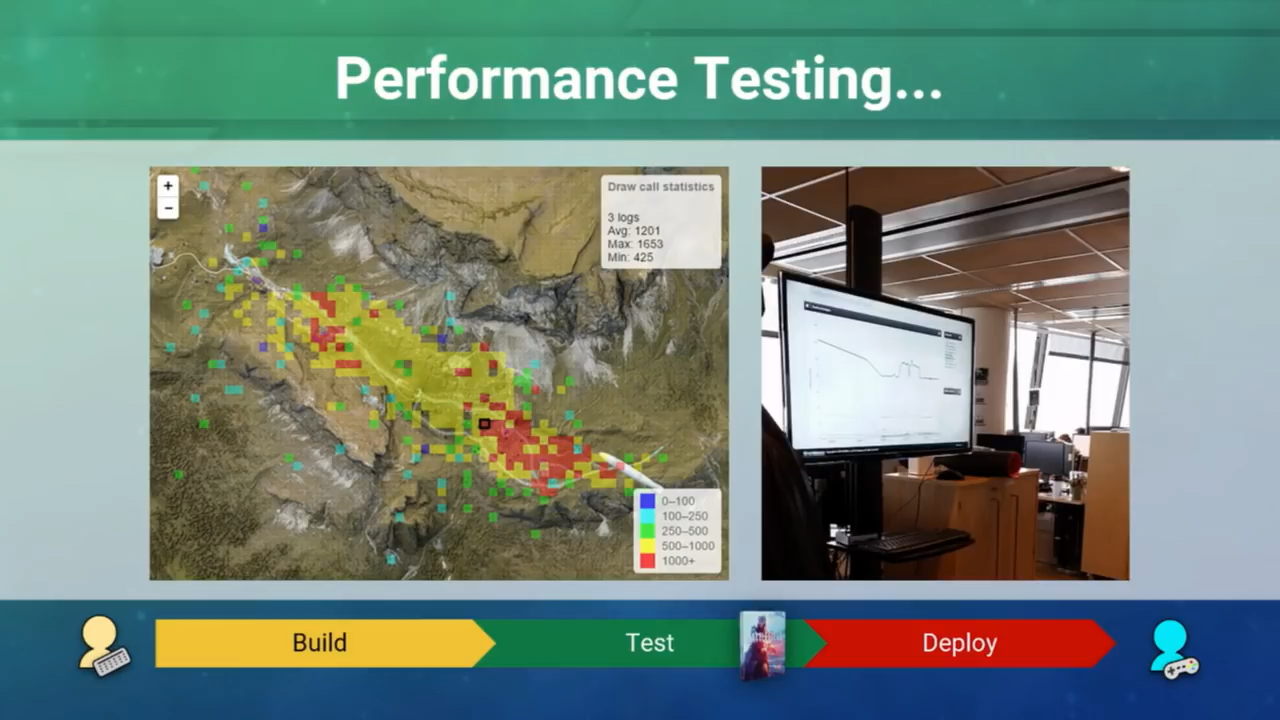 Performance Testing...
+
−
Draw call statistics
3 logs
Avg: 1201
Max: 1653
Min: 425
0–100
100–250
250–500
500–1000
1000+
Build
Test
Deploy